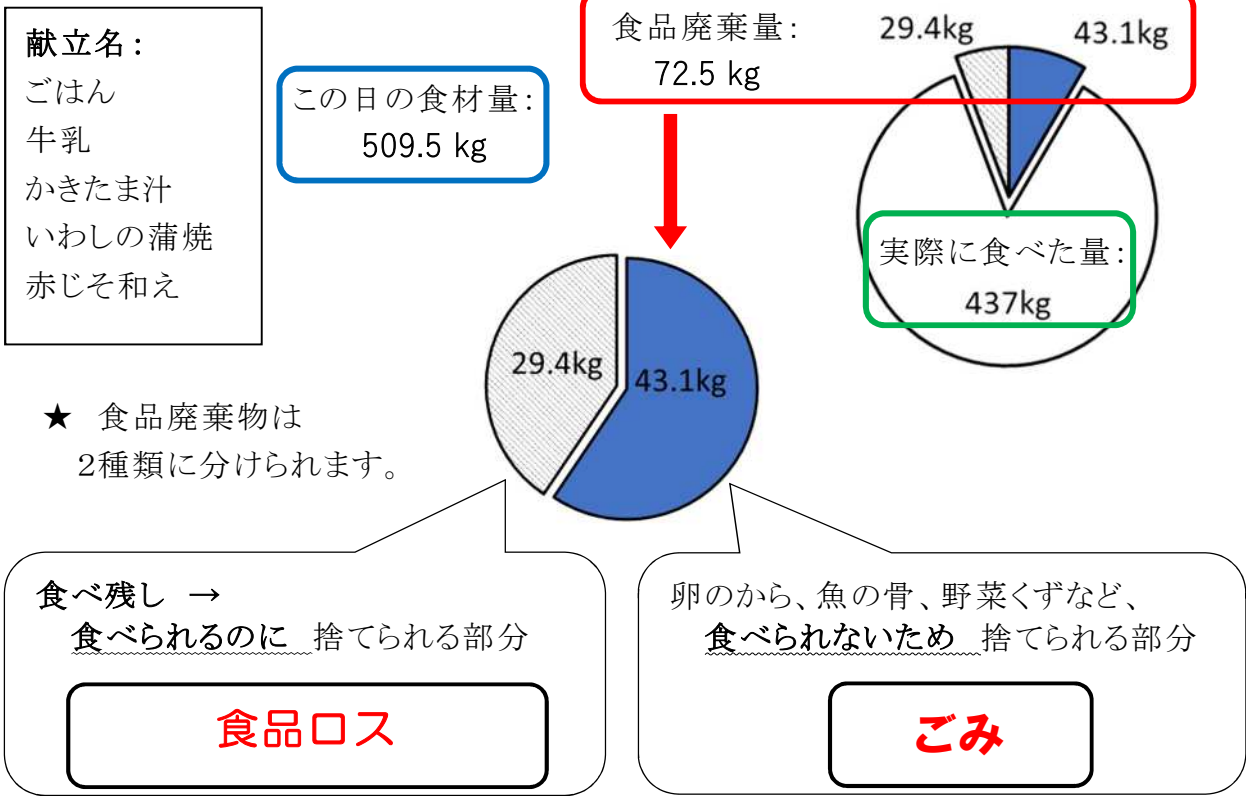 献立名：
ごはん
牛乳
かきたま汁
いわしの蒲焼
赤じそ和え
この日の食材量：
509.5 kg
食品廃棄量：
72.5 kg
29.4kg
43.1kg
実際に食べた量：
437kg
29.4kg
43.1kg
★ 食品廃棄物は
2種類に分けられます。
食べ残し →
食べられるのに 捨てられる部分
食品ロス
卵のから、魚の骨、野菜くずなど、
食べられないため 捨てられる部分
ごみ